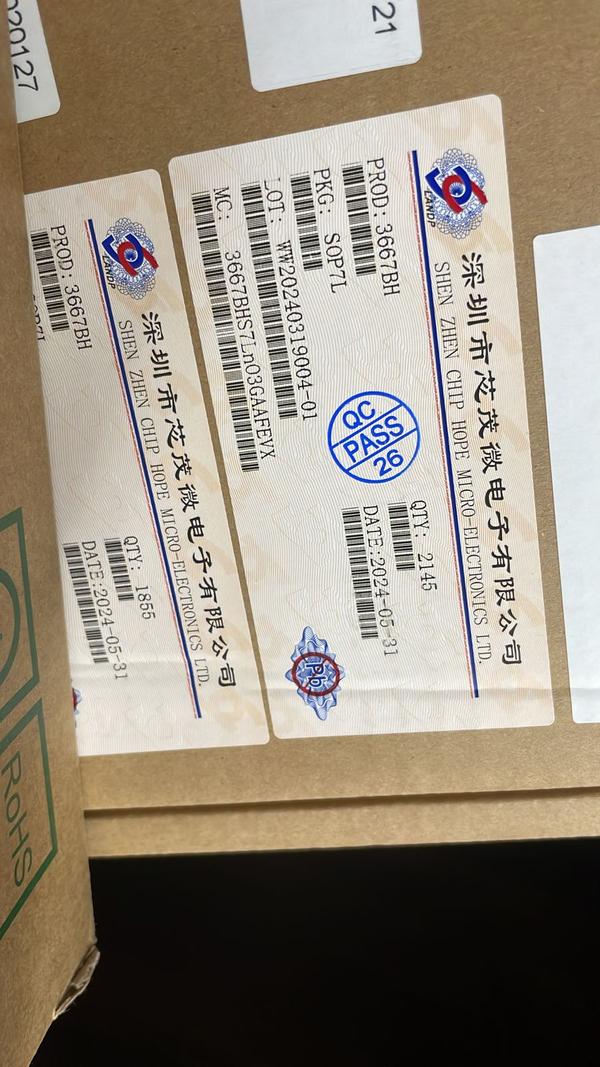 020127
21
LANDP
深圳市芯茂微电子有限公司
SHEN ZHEN CHIP HOPE MICRO-ELECTRONICS LTD.
PROD: 3667BH
PKG: SOP7L
LOT: WW20240319004-01
MC: 3667BHS7Ln03GAAFEVX
QC
PASS
26
QTY: 2145
DATE:2024-05-31
Pb
LANDP
深圳市芯茂微电子有限公司
SHEN ZHEN CHIP HOPE MICRO-ELECTRONICS LTD.
PROD: 3667BH
QTY: 1855
DATE:2024-05-31
RoHS